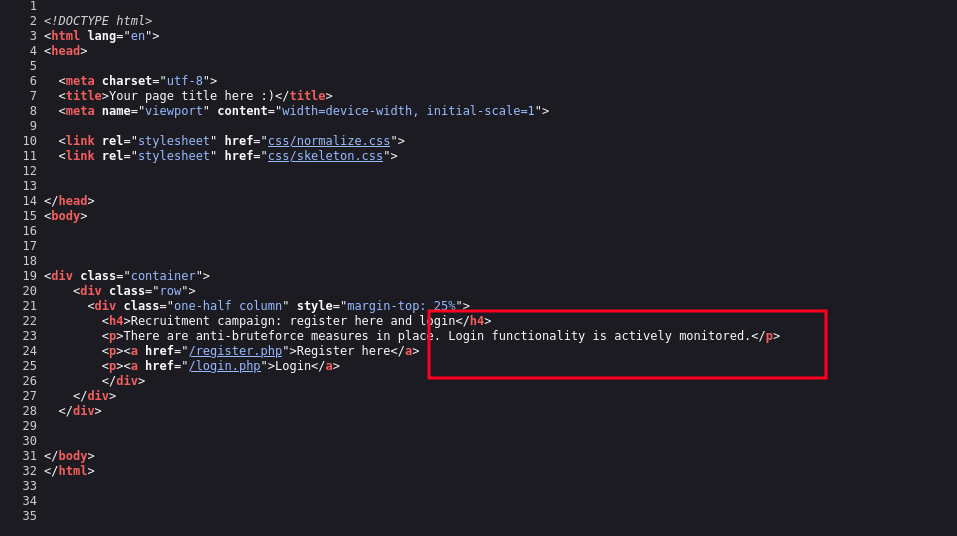 1
2 <!DOCTYPE html>
3 <html lang="en">
4 <head>
5
6   <meta charset="utf-8">
7   <title>Your page title here :)</title>
8   <meta name="viewport" content="width=device-width, initial-scale=1">
9
10   <link rel="stylesheet" href="css/normalize.css">
11   <link rel="stylesheet" href="css/skeleton.css">
12
13
14 </head>
15 <body>
16
17
18
19 <div class="container">
20     <div class="row">
21       <div class="one-half column" style="margin-top: 25%">
22         <h4>Recruitment campaign: register here and login</h4>
23         <p>There are anti-bruteforce measures in place. Login functionality is actively monitored.</p>
24         <p><a href="/register.php">Register here</a>
25         <p><a href="/login.php">Login</a>
26         </div>
27     </div>
28   </div>
29
30
31 </body>
32 </html>
33
34
35